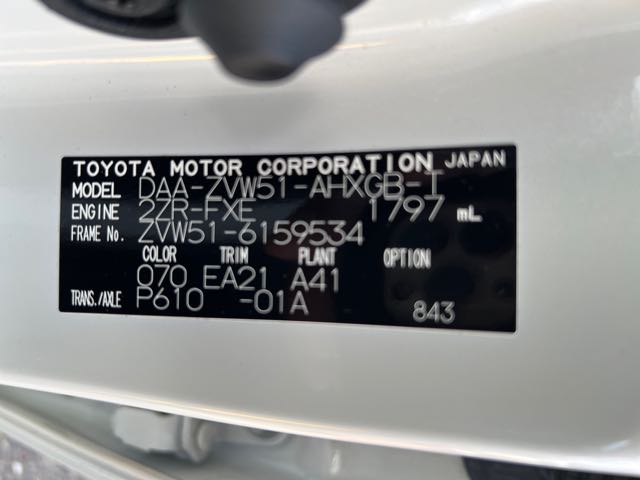 TOYOTA MOTOR CORPORATION JAPAN
MODEL DAA-ZVW51-AHXGB-T
ENGINE 2ZR-FXE 1797 mL
FRAME No. ZVW51-6159534
COLOR TRIM PLANT OPTION
070 EA21 A41
TRANS./AXLE P610 -01A 843